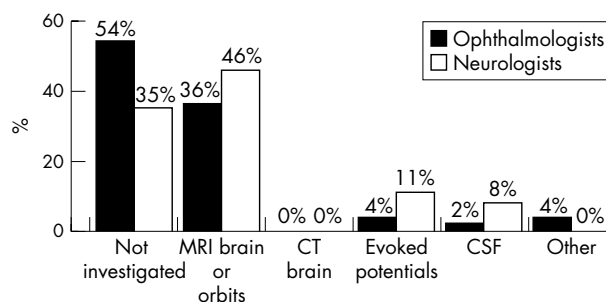 60
40
20
0
%
54%
35%
36%
46%
0%
0%
4%
11%
2%
8%
4%
0%
Ophthalmologists
Neurologists
Not
investigated
MRI brain
or
orbits
CT
brain
Evoked
potentials
CSF
Other